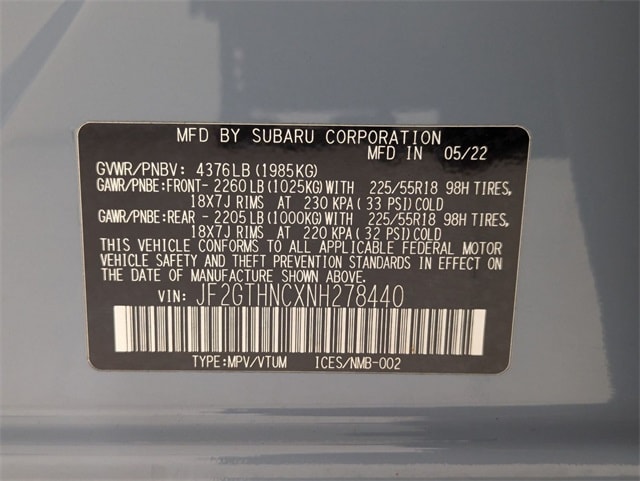 MFD BY SUBARU CORPORATION
MFD IN 05/22
GVWR/PNBV: 4376LB(1985KG)
GAWR/PNBE:FRONT-2260LB(1025KG)WITH 225/55R18 98H TIRES,
18X7J RIMS AT 230 KPA(33 PSI)COLD
GAWR/PNBE:REAR -2205LB(1000KG)WITH 225/55R18 98H TIRES,
18X7J RIMS AT 220 KPA(32 PSI)COLD
THIS VEHICLE CONFORMS TO ALL APPLICABLE FEDERAL MOTOR
VEHICLE SAFETY AND THEFT PREVENTION STANDARDS IN EFFECT ON
THE DATE OF MANUFACTURE SHOWN ABOVE.
VIN: JF2GTHNCXNH278440
TYPE:MPV/VTUM ICES/NMB-002